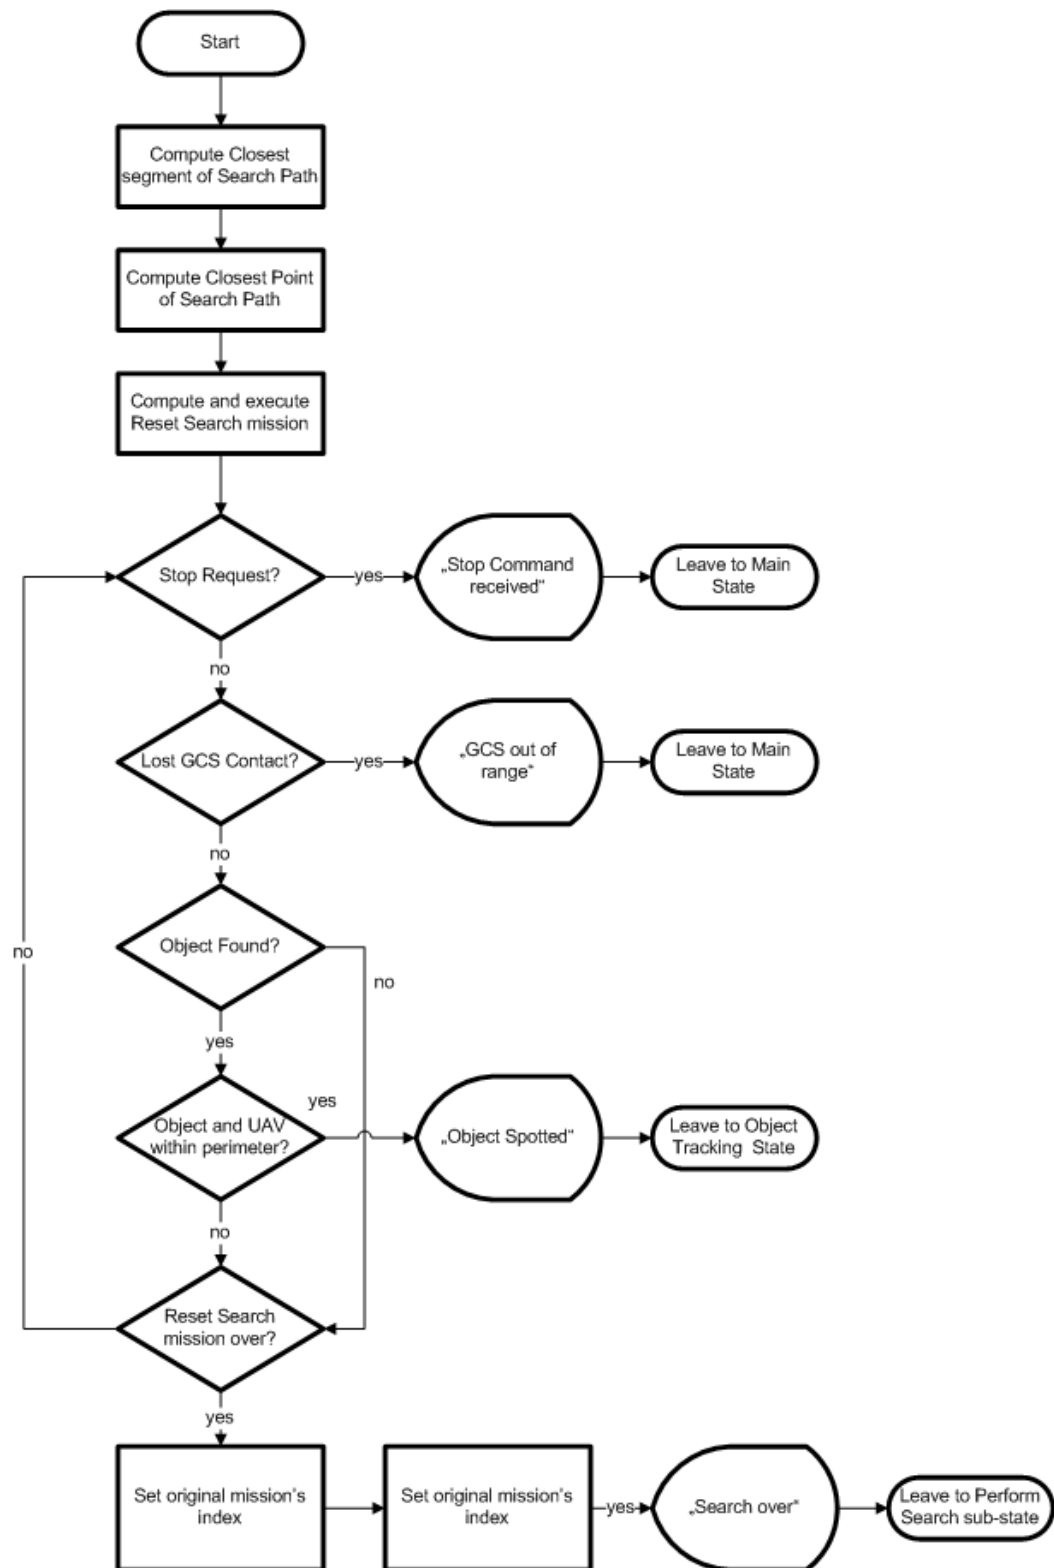 Start
Compute Closest
segment of Search Path
Compute Closest Point
of Search Path
Compute and execute
Reset Search mission
Stop Request?
yes
„Stop Command
received“
Leave to Main
State
no
Lost GCS Contact?
yes
„GCS out of
range“
Leave to Main
State
no
Object Found?
no
no
yes
Object and UAV
within perimeter?
yes
„Object Spotted“
Leave to Object
Tracking State
no
Reset Search
mission over?
yes
Set original mission's
index
Set original mission's
index
yes
„Search over“
Leave to Perform
Search sub-state